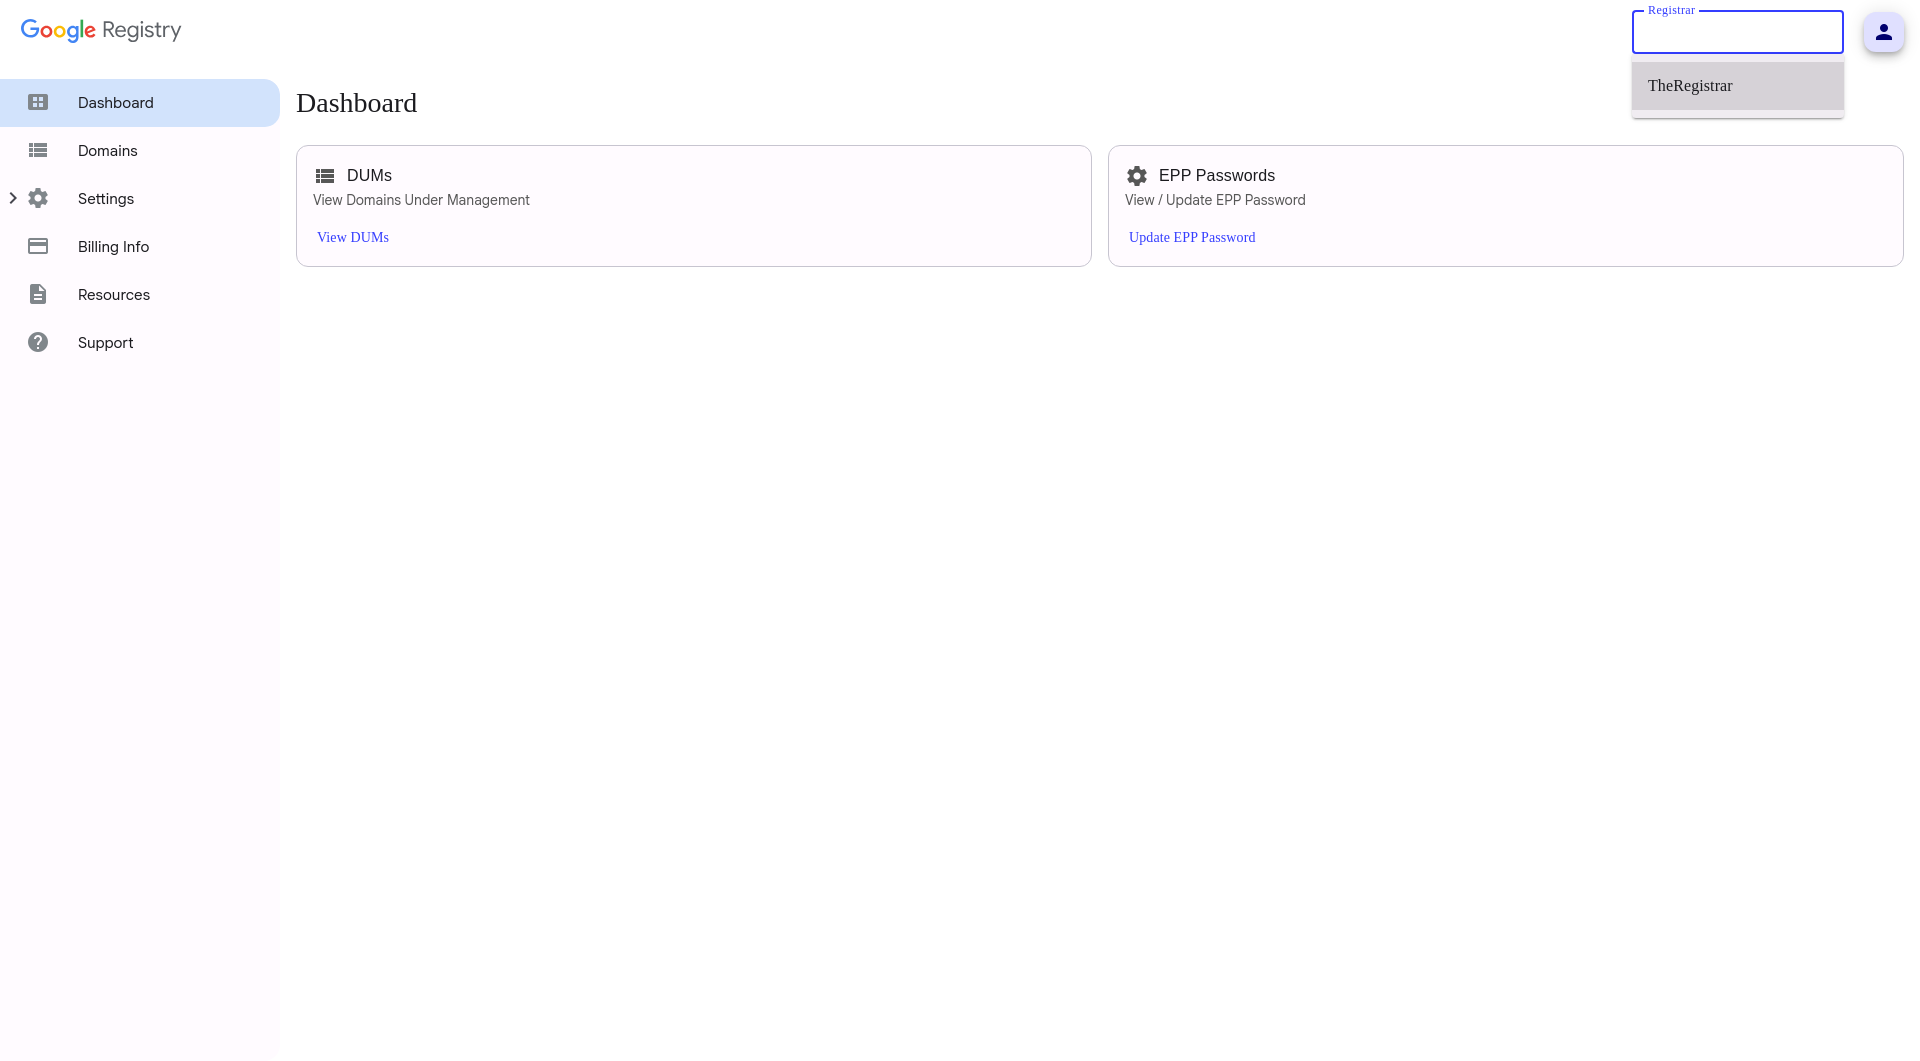 Google Registry
Registrar
TheRegistrar
Dashboard
Domains
Settings
Billing Info
Resources
Support
Dashboard
DUMs
View Domains Under Management
View DUMs
EPP Passwords
View / Update EPP Password
Update EPP Password